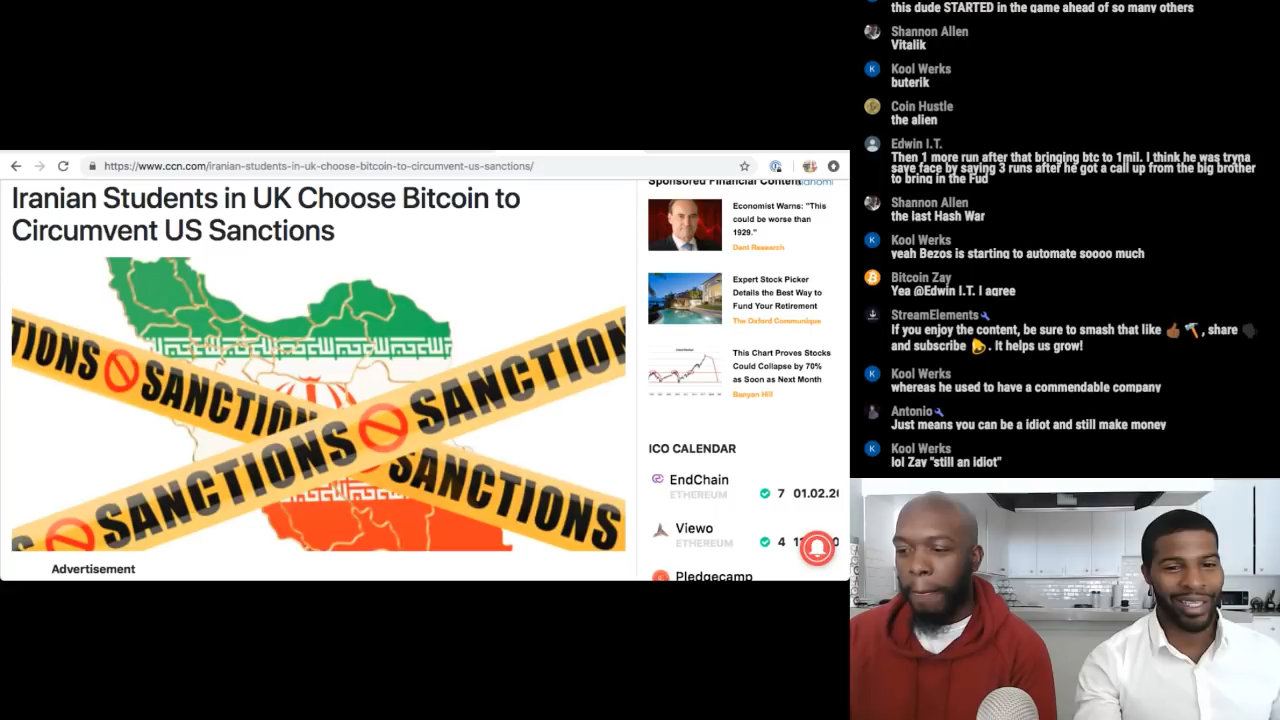 https://www.ccn.com/iranian-students-in-uk-choose-bitcoin-to-circumvent-us-sanctions/
Iranian Students in UK Choose Bitcoin to
Circumvent US Sanctions
TIONS SANCTION
SANCTIONS SANCTION
SANCTIONS
Advertisement
Sponsored Financial Content
Economist Warns: "This
could be worse than
1929."
Dent Research
Expert Stock Picker
Details the Best Way to
Fund Your Retirement
The Oxford Communique
This Chart Proves Stocks
Could Collapse by 70%
as Soon as Next Month
Banyan Hill
ICO CALENDAR
EndChain
ETHEREUM
7 01.02.20
Viewo
ETHEREUM
4
Pledgecamp
this dude STARTED in the game ahead of so many others
Shannon Allen
Vitalik
K
Kool Werks
buterik
Coin Hustle
the alien
Edwin I.T.
Then 1 more run after that bringing btc to 1mil. I think he was tryna
save face by saying 3 runs after he got a call up from the big brother
to bring in the Fud
Shannon Allen
the last Hash War
K
Kool Werks
yeah Bezos is starting to automate soooo much
Bitcoin Zay
Yea @Edwin I.T. I agree
StreamElements
If you enjoy the content, be sure to smash that like 👍🏾 🔨, share 🗣
and subscribe 🔔. It helps us grow!
K
Kool Werks
whereas he used to have a commendable company
Antonio
Just means you can be a idiot and still make money
K
Kool Werks
lol Zay "still an idiot"